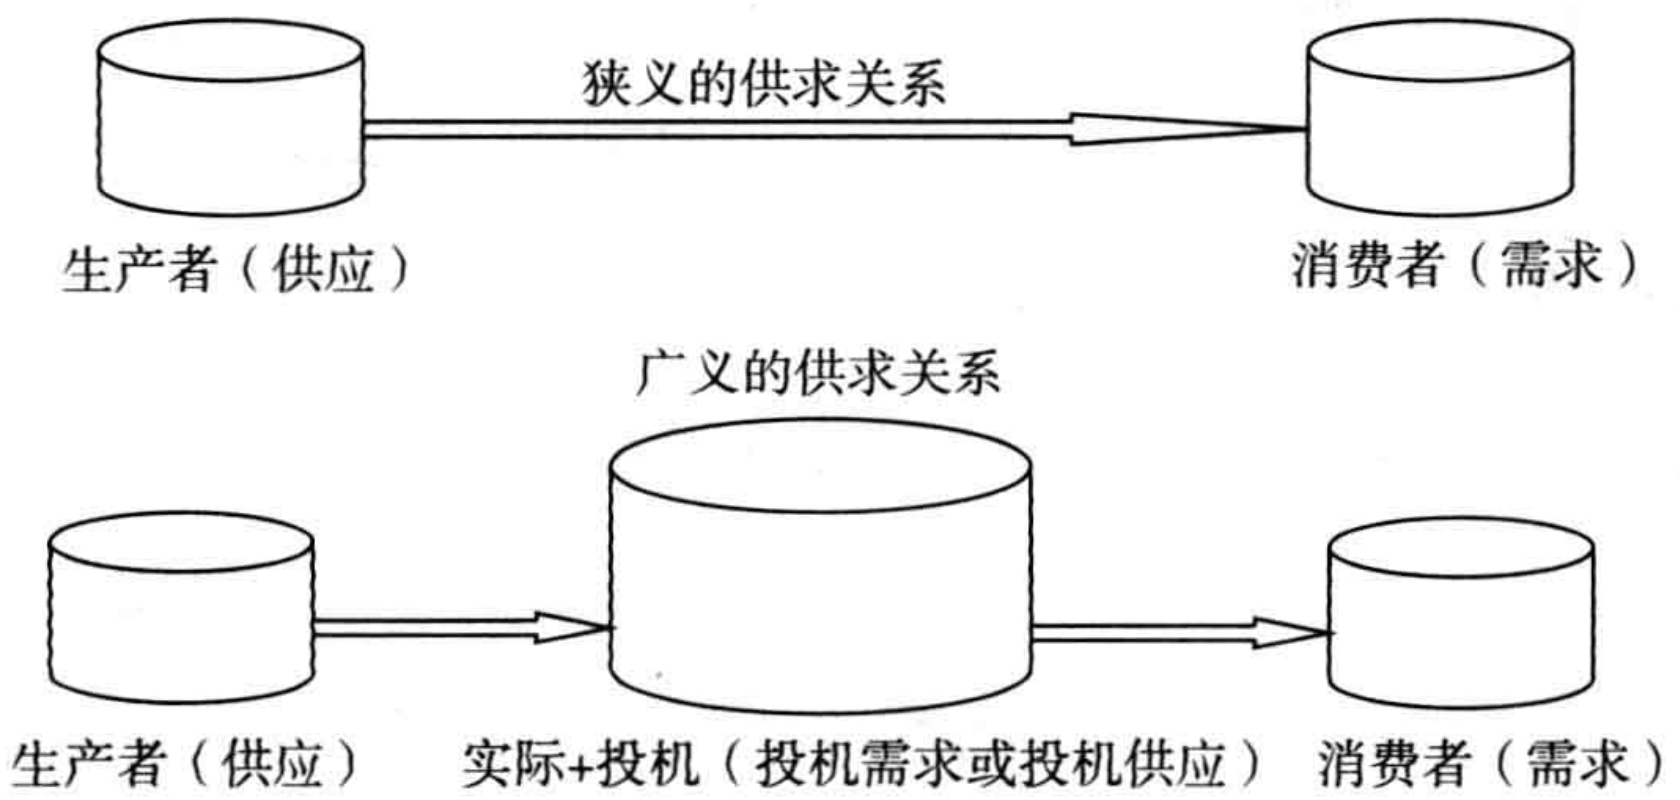 狭义的供求关系
生产者（供应） 消费者（需求）
广义的供求关系
生产者（供应） 实际+投机（投机需求或投机供应） 消费者（需求）